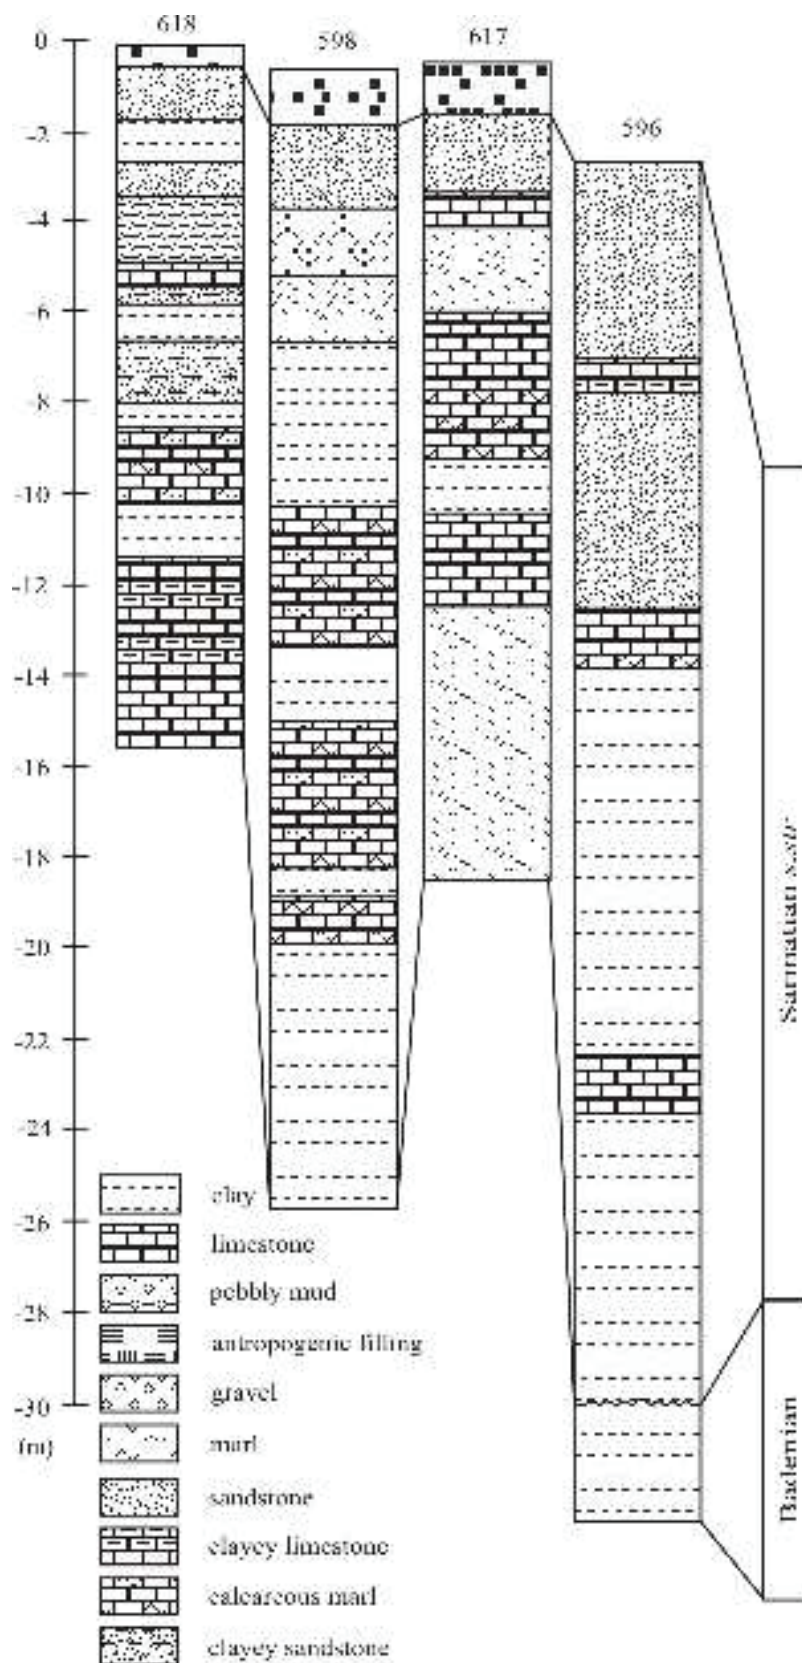 618
598
617
596
0
-2
-4
-6
-8
-10
-12
-14
-16
-18
-20
-22
-24
-26
-28
-30
(m)
clay
limestone
pebbly mud
antropogenic filling
gravel
marl
sandstone
clayey limestone
calcareous marl
clayey sandstone
Sarmatian s.str.
Badenian